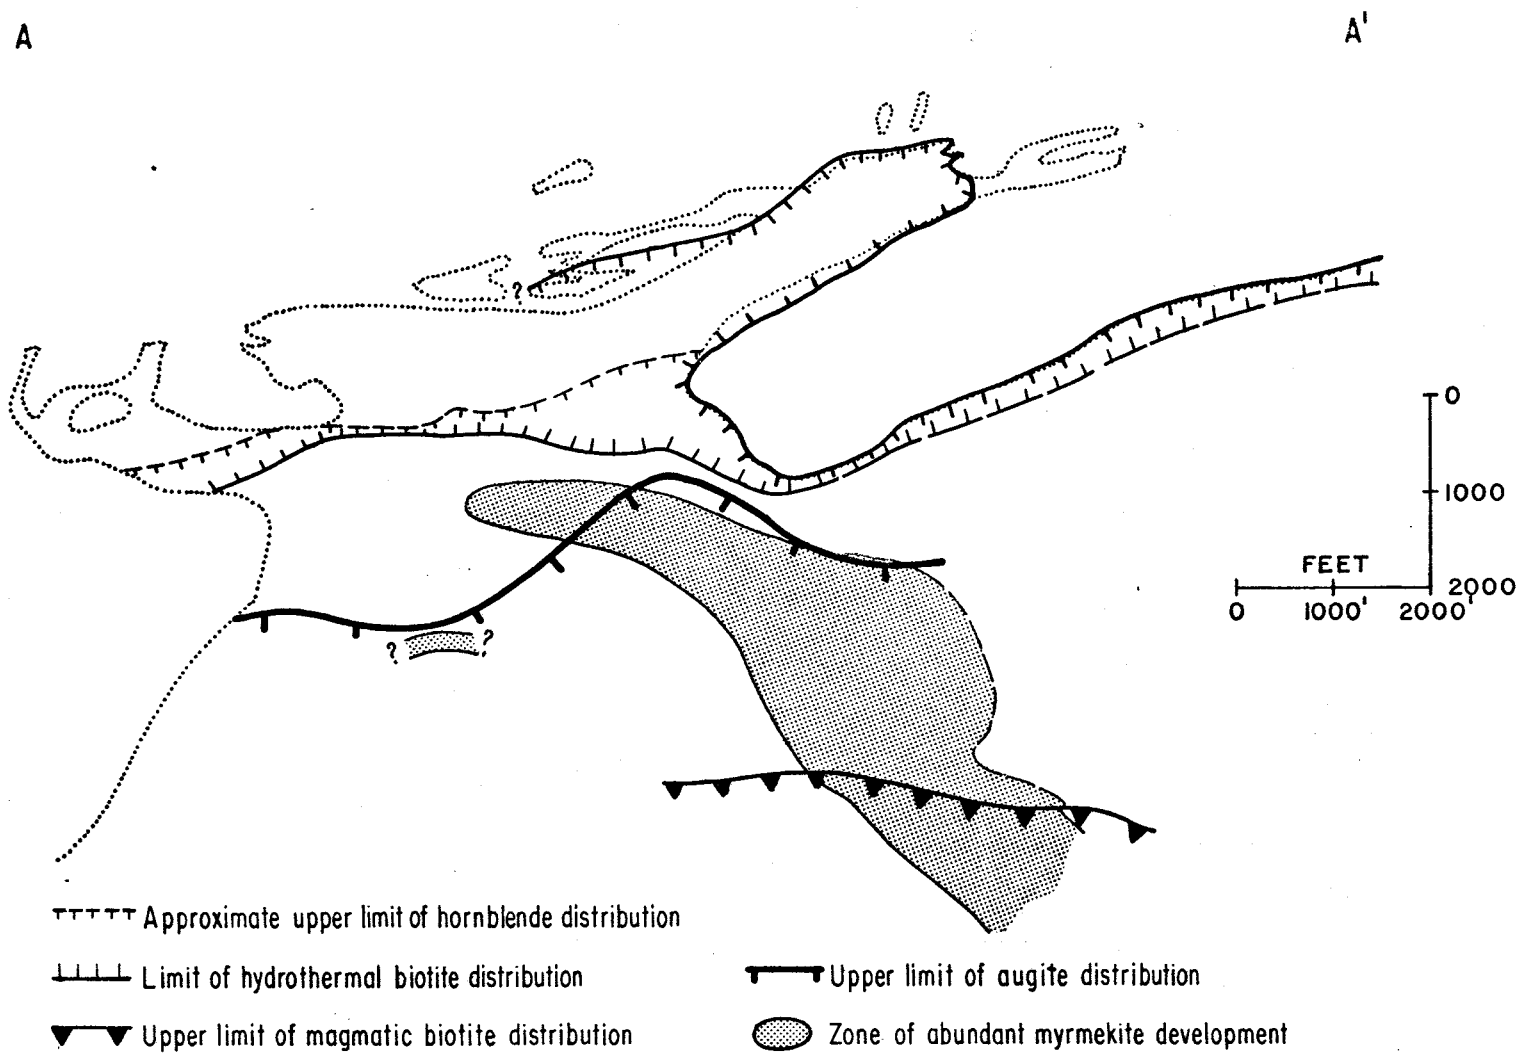 A A'
?
0
1000
FEET
2000
0 1000' 2000'
? ?
Approximate upper limit of hornblende distribution
Limit of hydrothermal biotite distribution
Upper limit of augite distribution
Upper limit of magmatic biotite distribution
Zone of abundant myrmekite development